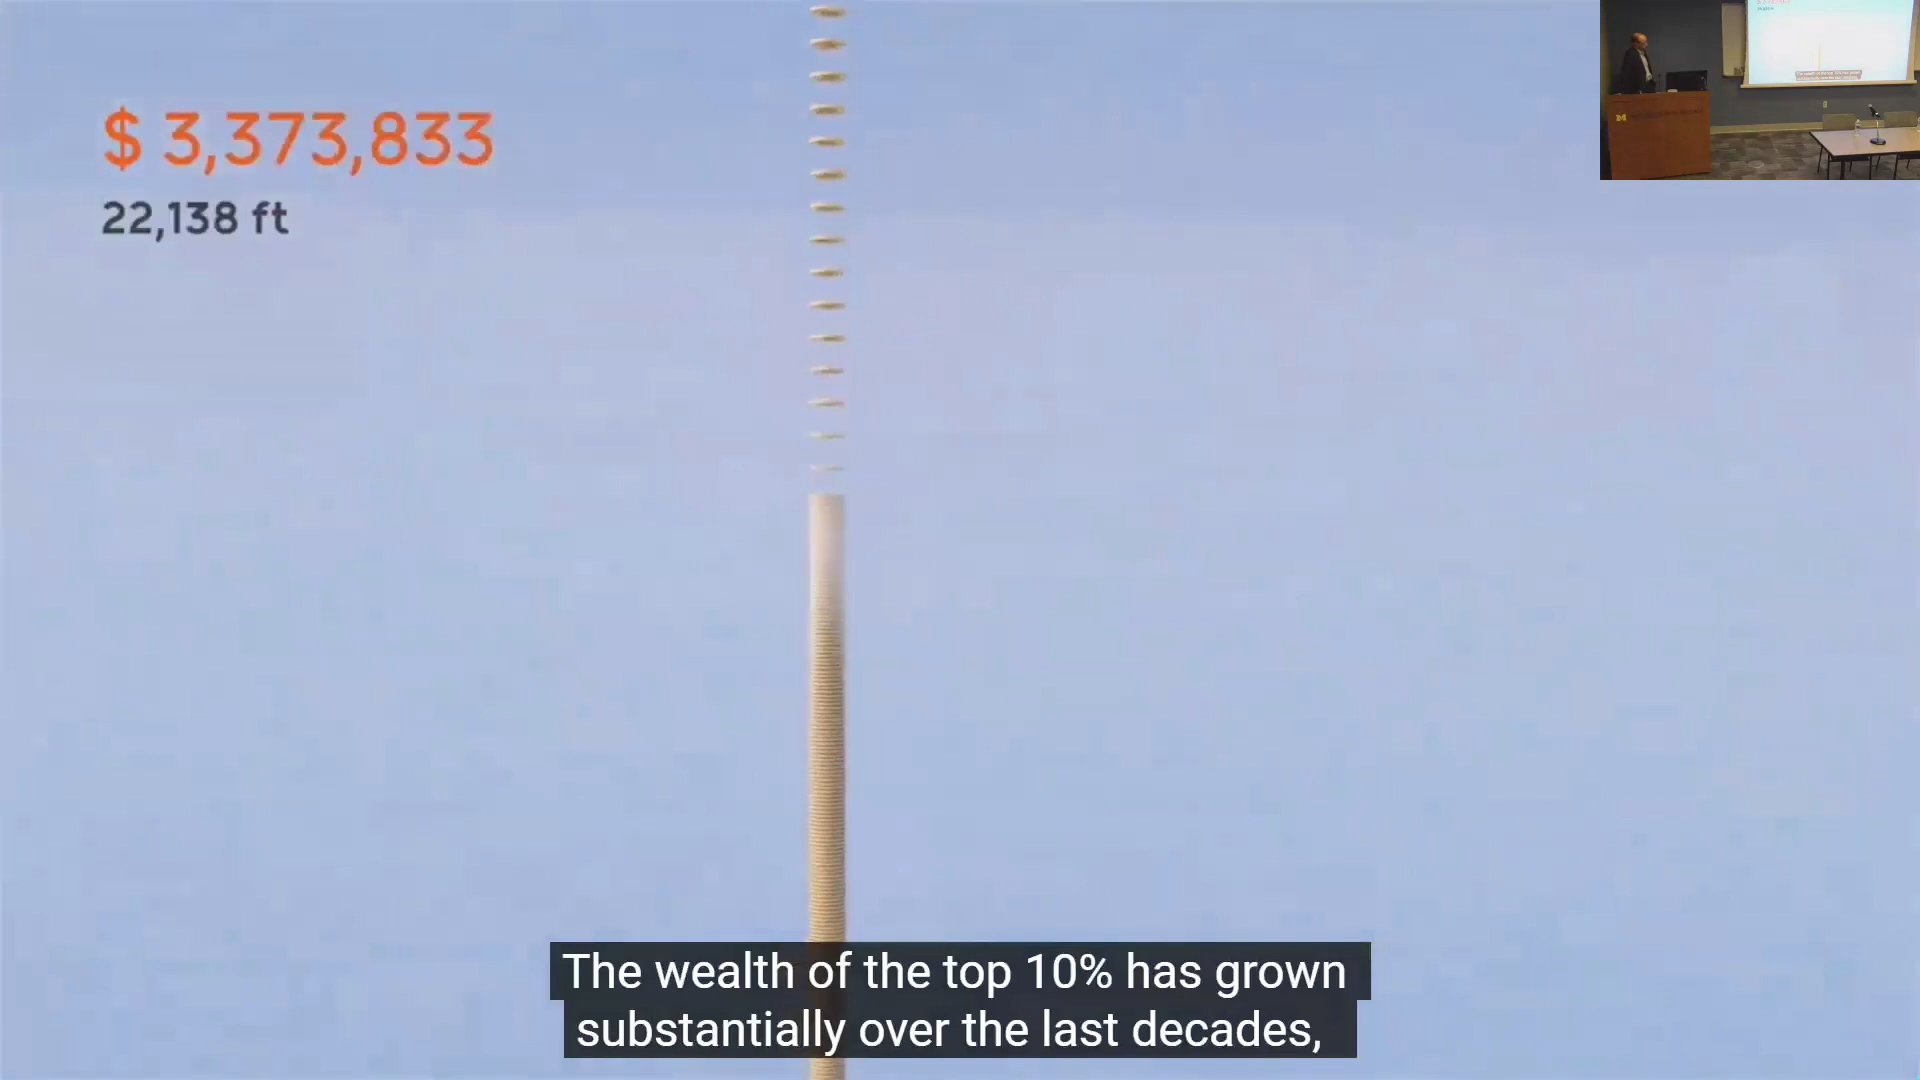 $ 3,373,833
22,138 ft
The wealth of the top 10% has grown
substantially over the last decades,